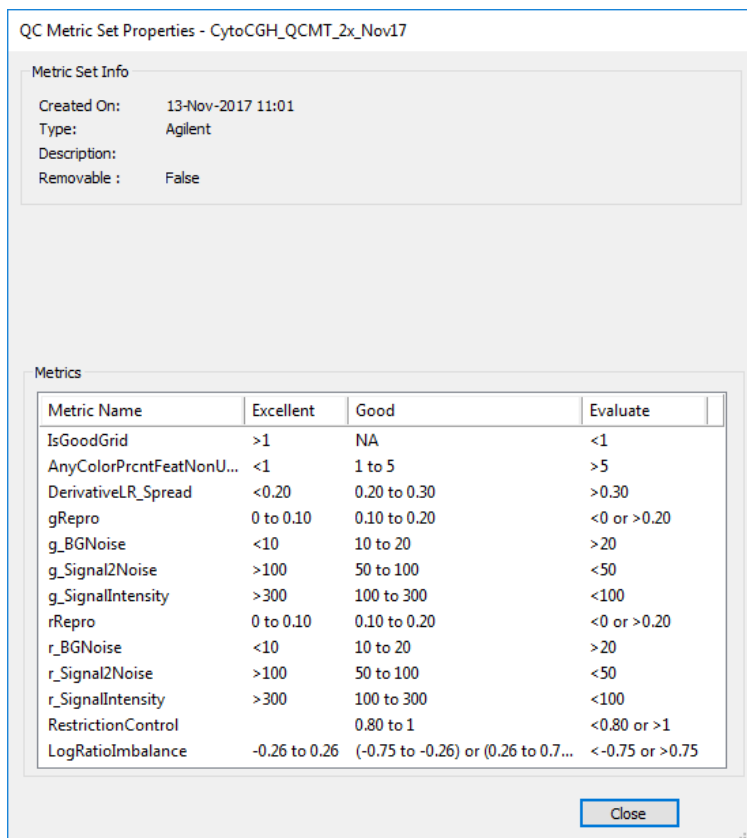 QC Metric Set Properties - CytoCGH_QCMT_2x_Nov17
Metric Set Info
Created On: 13-Nov-2017 11:01
Type: Agilent
Description:
Removable : False
Metrics
Metric Name Excellent Good Evaluate
IsGoodGrid >1 NA <1
AnyColorPrcntFeatNonU... <1 1 to 5 >5
DerivativeLR_Spread <0.20 0.20 to 0.30 >0.30
gRepro 0 to 0.10 0.10 to 0.20 <0 or >0.20
g_BGNoise <10 10 to 20 >20
g_Signal2Noise >100 50 to 100 <50
g_SignalIntensity >300 100 to 300 <100
rRepro 0 to 0.10 0.10 to 0.20 <0 or >0.20
r_BGNoise <10 10 to 20 >20
r_Signal2Noise >100 50 to 100 <50
r_SignalIntensity >300 100 to 300 <100
RestrictionControl 0.80 to 1 <0.80 or >1
LogRatioImbalance -0.26 to 0.26 (-0.75 to -0.26) or (0.26 to 0.7... <-0.75 or >0.75
Close